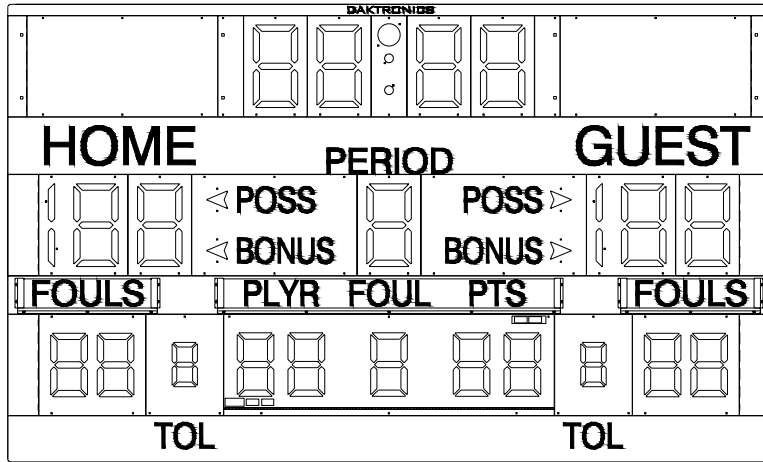 DAKTRONICS
HOME GUEST
PERIOD
POSS POSS
BONUS BONUS
FOULS PLYR FOUL PTS FOULS
TOL TOL